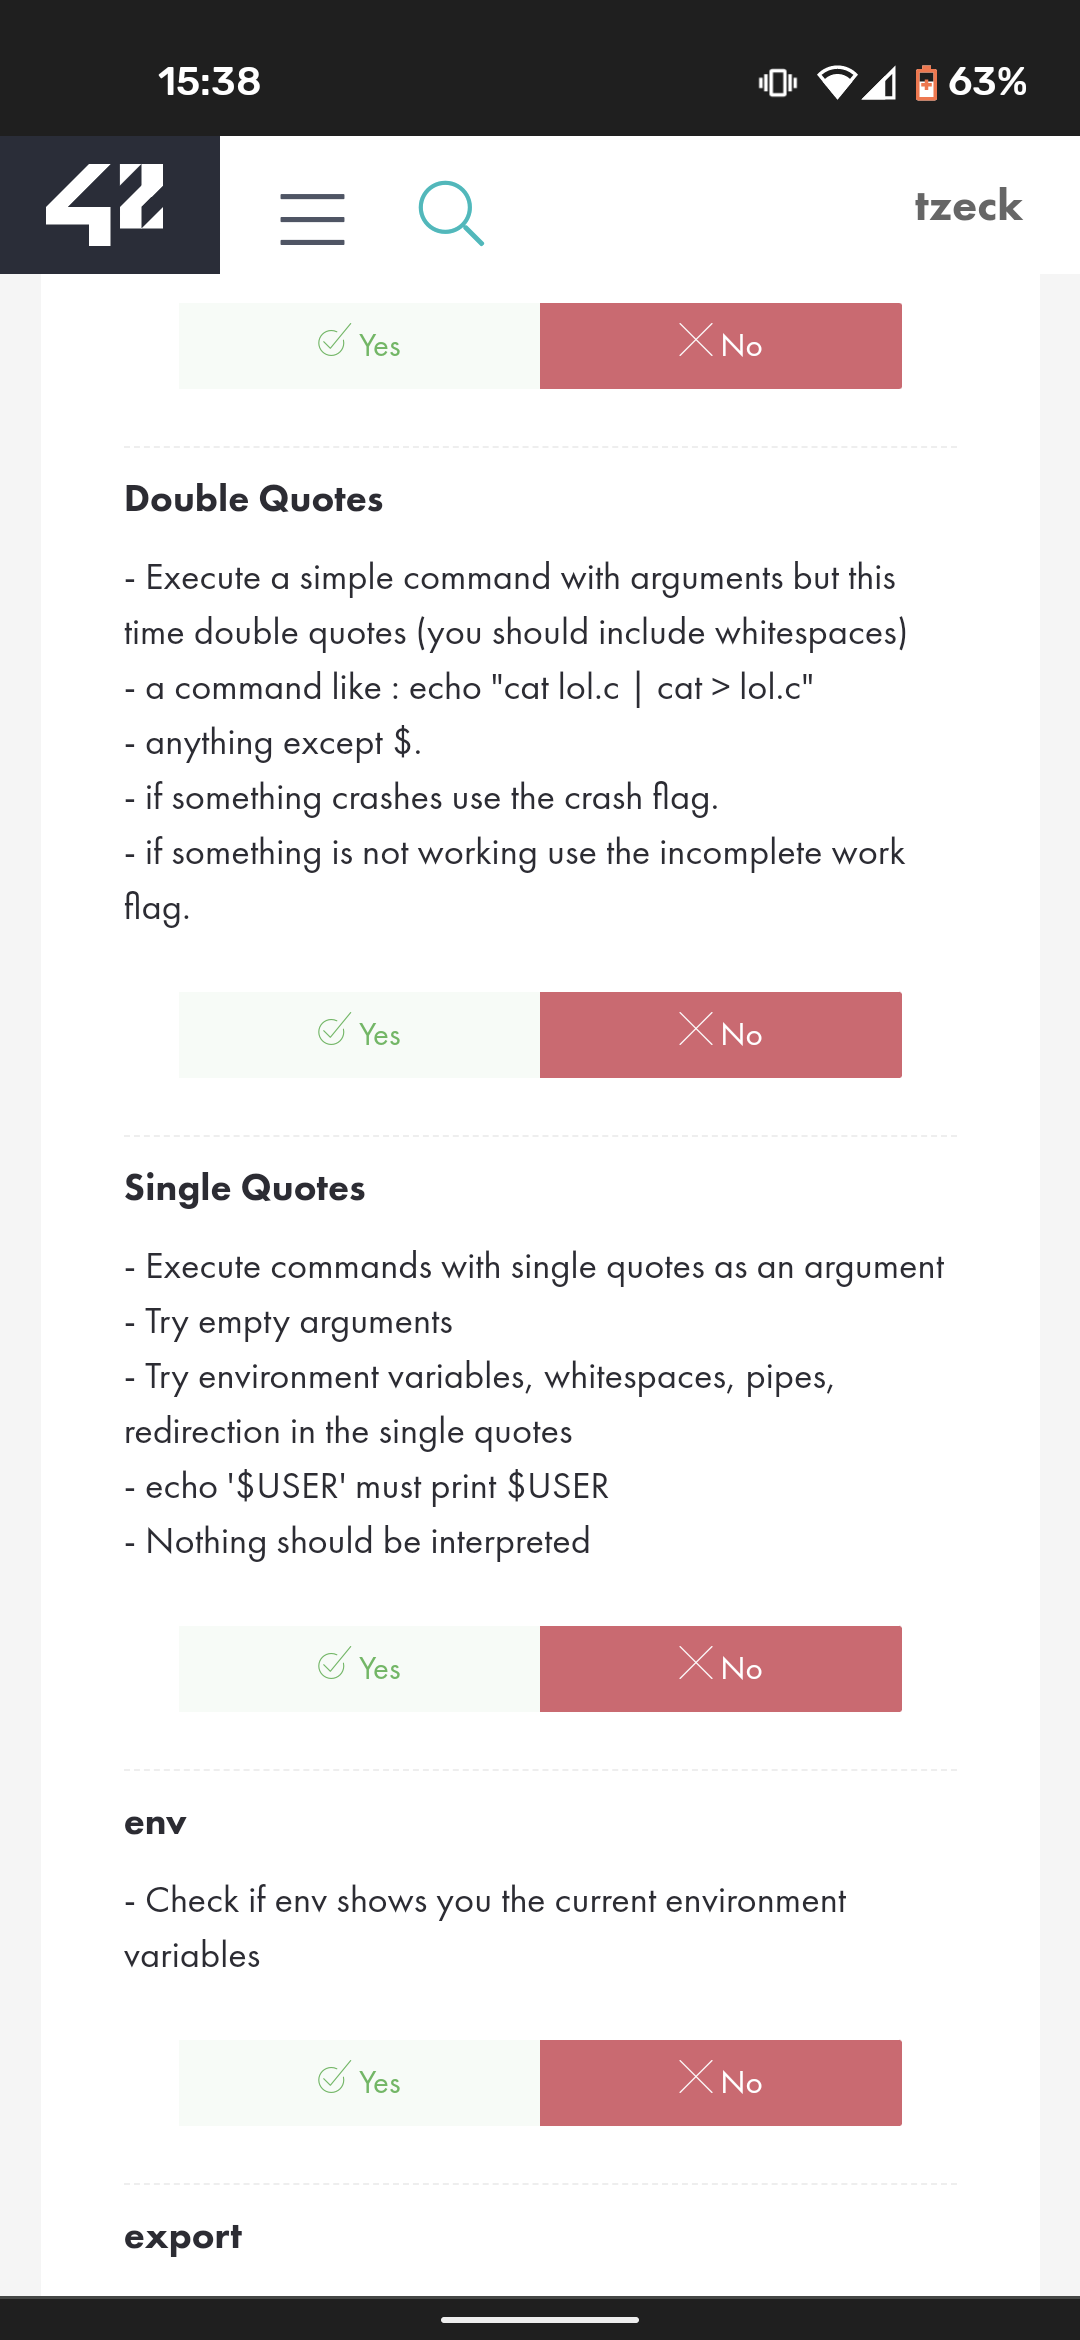 15:38
63%
42
tzeck
Yes
No
Double Quotes
- Execute a simple command with arguments but this
time double quotes (you should include whitespaces)
- a command like : echo "cat lol.c | cat > lol.c"
- anything except $.
- if something crashes use the crash flag.
- if something is not working use the incomplete work
flag.
Yes
No
Single Quotes
- Execute commands with single quotes as an argument
- Try empty arguments
- Try environment variables, whitespaces, pipes,
redirection in the single quotes
- echo '$USER' must print $USER
- Nothing should be interpreted
Yes
No
env
- Check if env shows you the current environment
variables
Yes
No
export